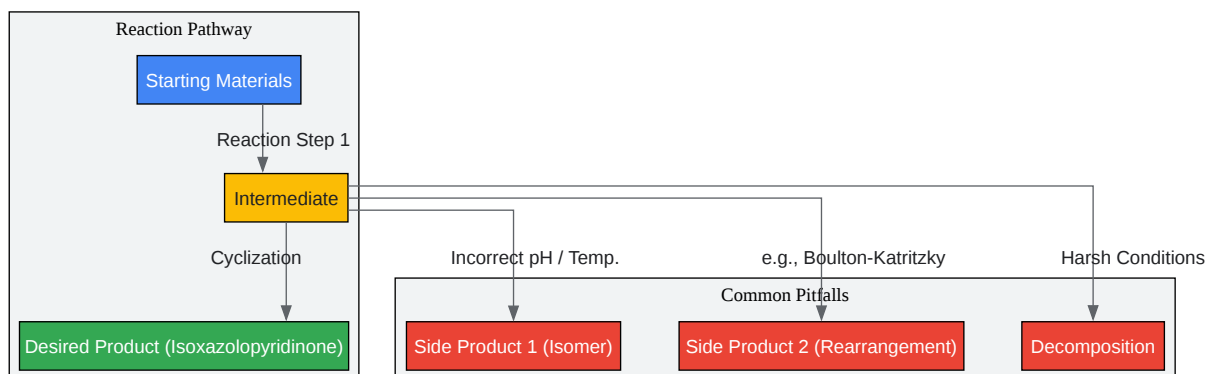 Reaction Pathway
Starting Materials
Reaction Step 1
Intermediate
Cyclization
Incorrect pH / Temp.
e.g., Boulton-Katritzky
Harsh Conditions
Common Pitfalls
Desired Product (Isoxazolopyridinone)
Side Product 1 (Isomer)
Side Product 2 (Rearrangement)
Decomposition